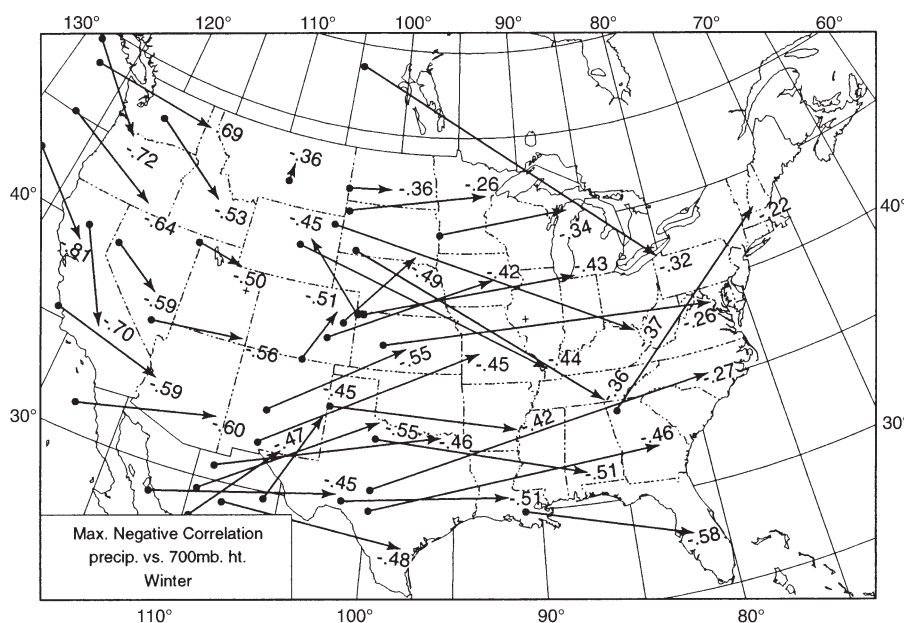 130° 120° 110° 100° 90° 80° 70° 60°
-.69
-.72 -.36
-.36 -.26
40° 40°
-.64 -.53 -.45 -.34 -.22
-.81
-.50 -.49 -.42 -.43 -.32
-.59 -.51
-.70 -.37 -.26
-.56 -.55 -.45 -.44
-.59 -.45 -.36 -.27
30° -.60 -.47 -.55 -.46 -.42 -.46 30°
-.45 -.51
-.51
Max. Negative Correlation
precip. vs. 700mb. ht.
Winter
-.48 -.58
110° 100° 90° 80°